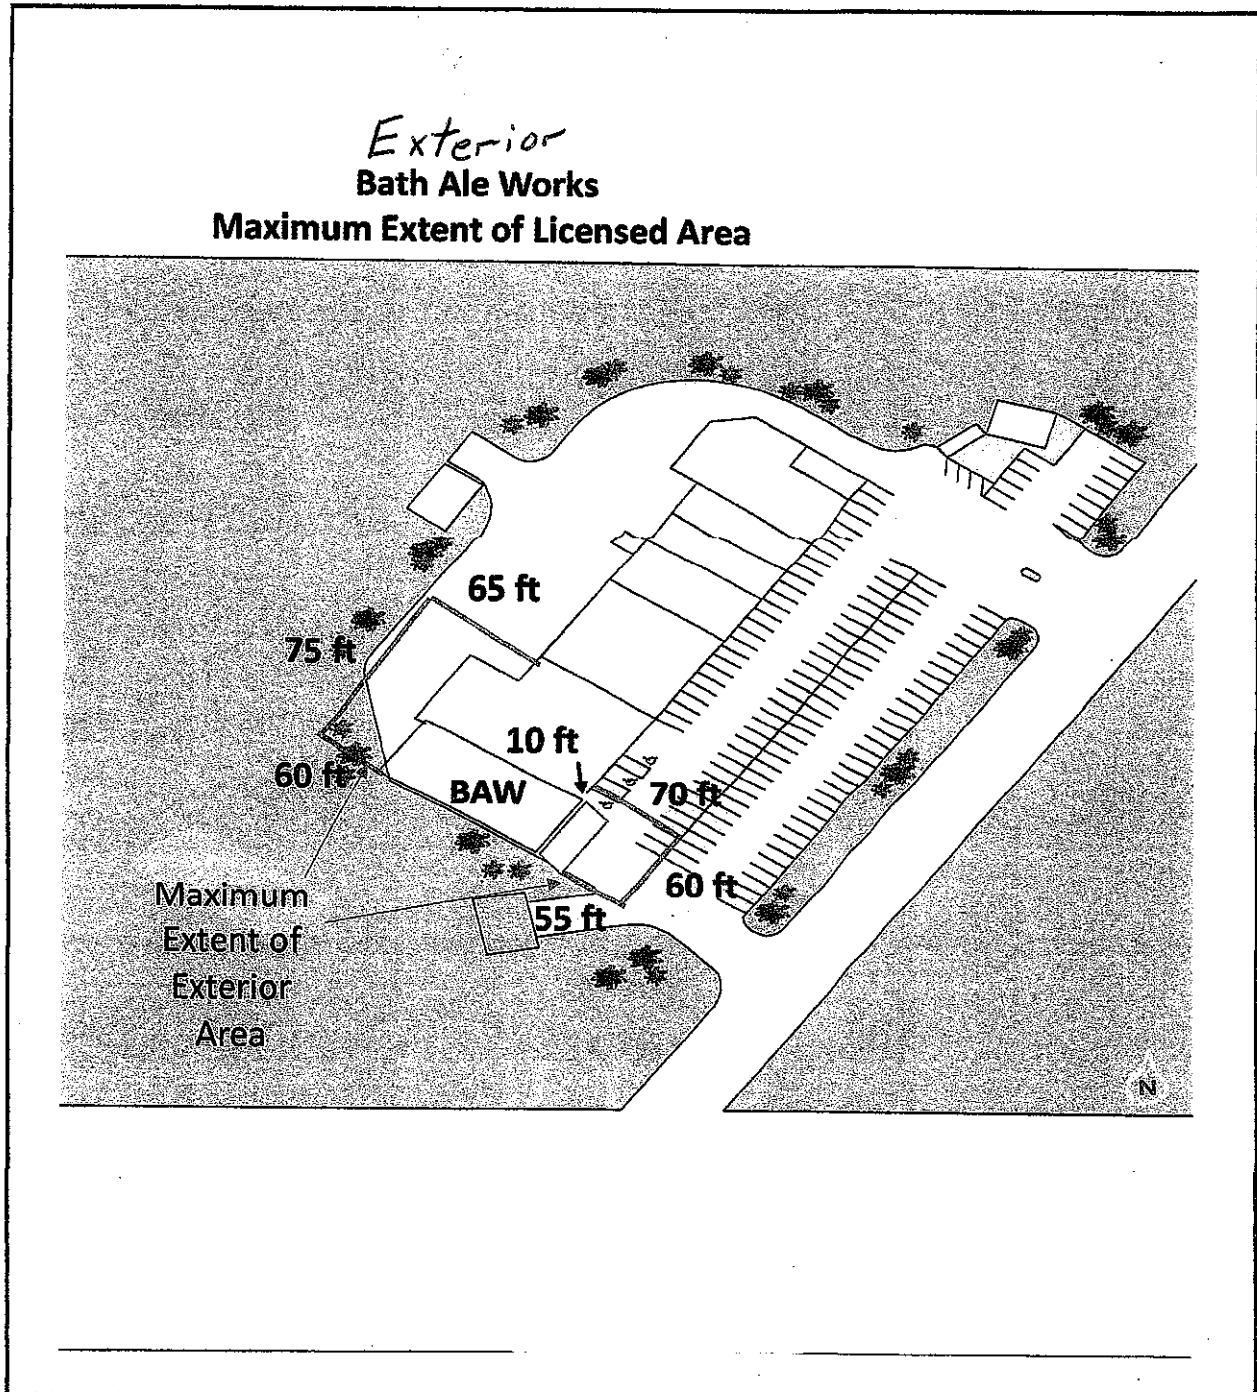 Exterior
Bath Ale Works
Maximum Extent of Licensed Area
65 ft
75 ft
10 ft
60 ft
BAW
70 ft
60 ft
Maximum
Extent of
Exterior
Area
55 ft
N